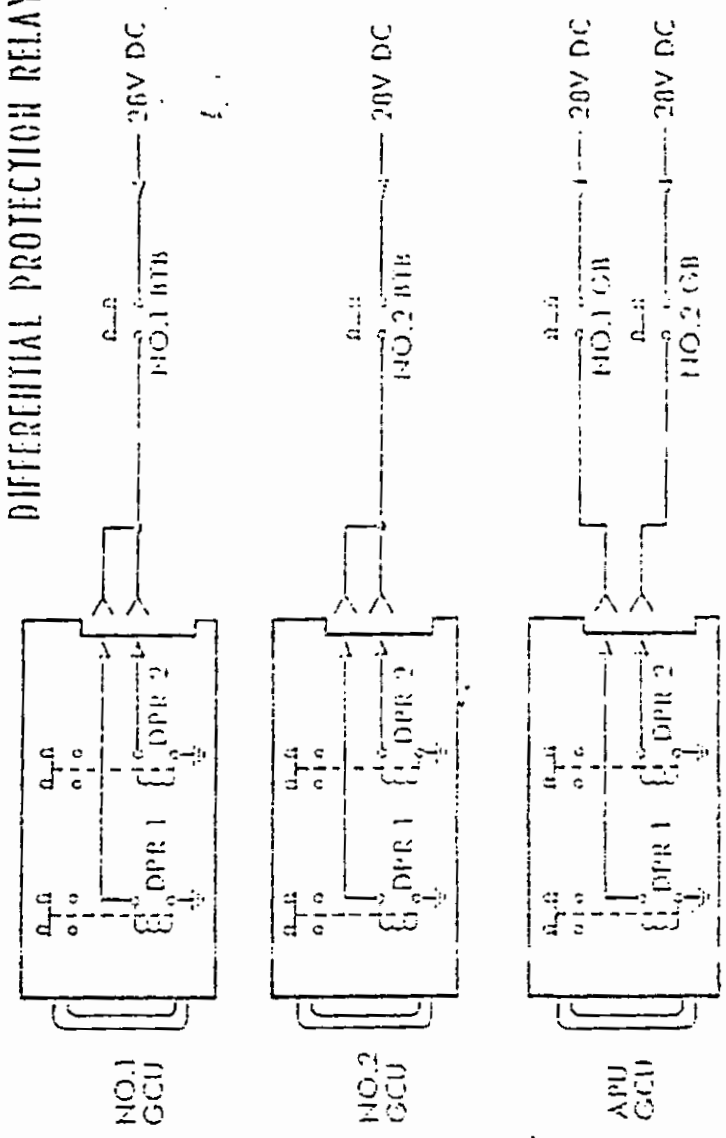 DIFFERENTIAL PROTECTION RELAY
NO.1
GCU
DPR 1
DPR 2
NO.1 BTB
28V DC
NO.2
GCU
DPR 1
DPR 2
NO.2 BTB
28V DC
APU
GCU
DPR 1
DPR 2
NO.1 GB
28V DC
NO.2 GB
28V DC